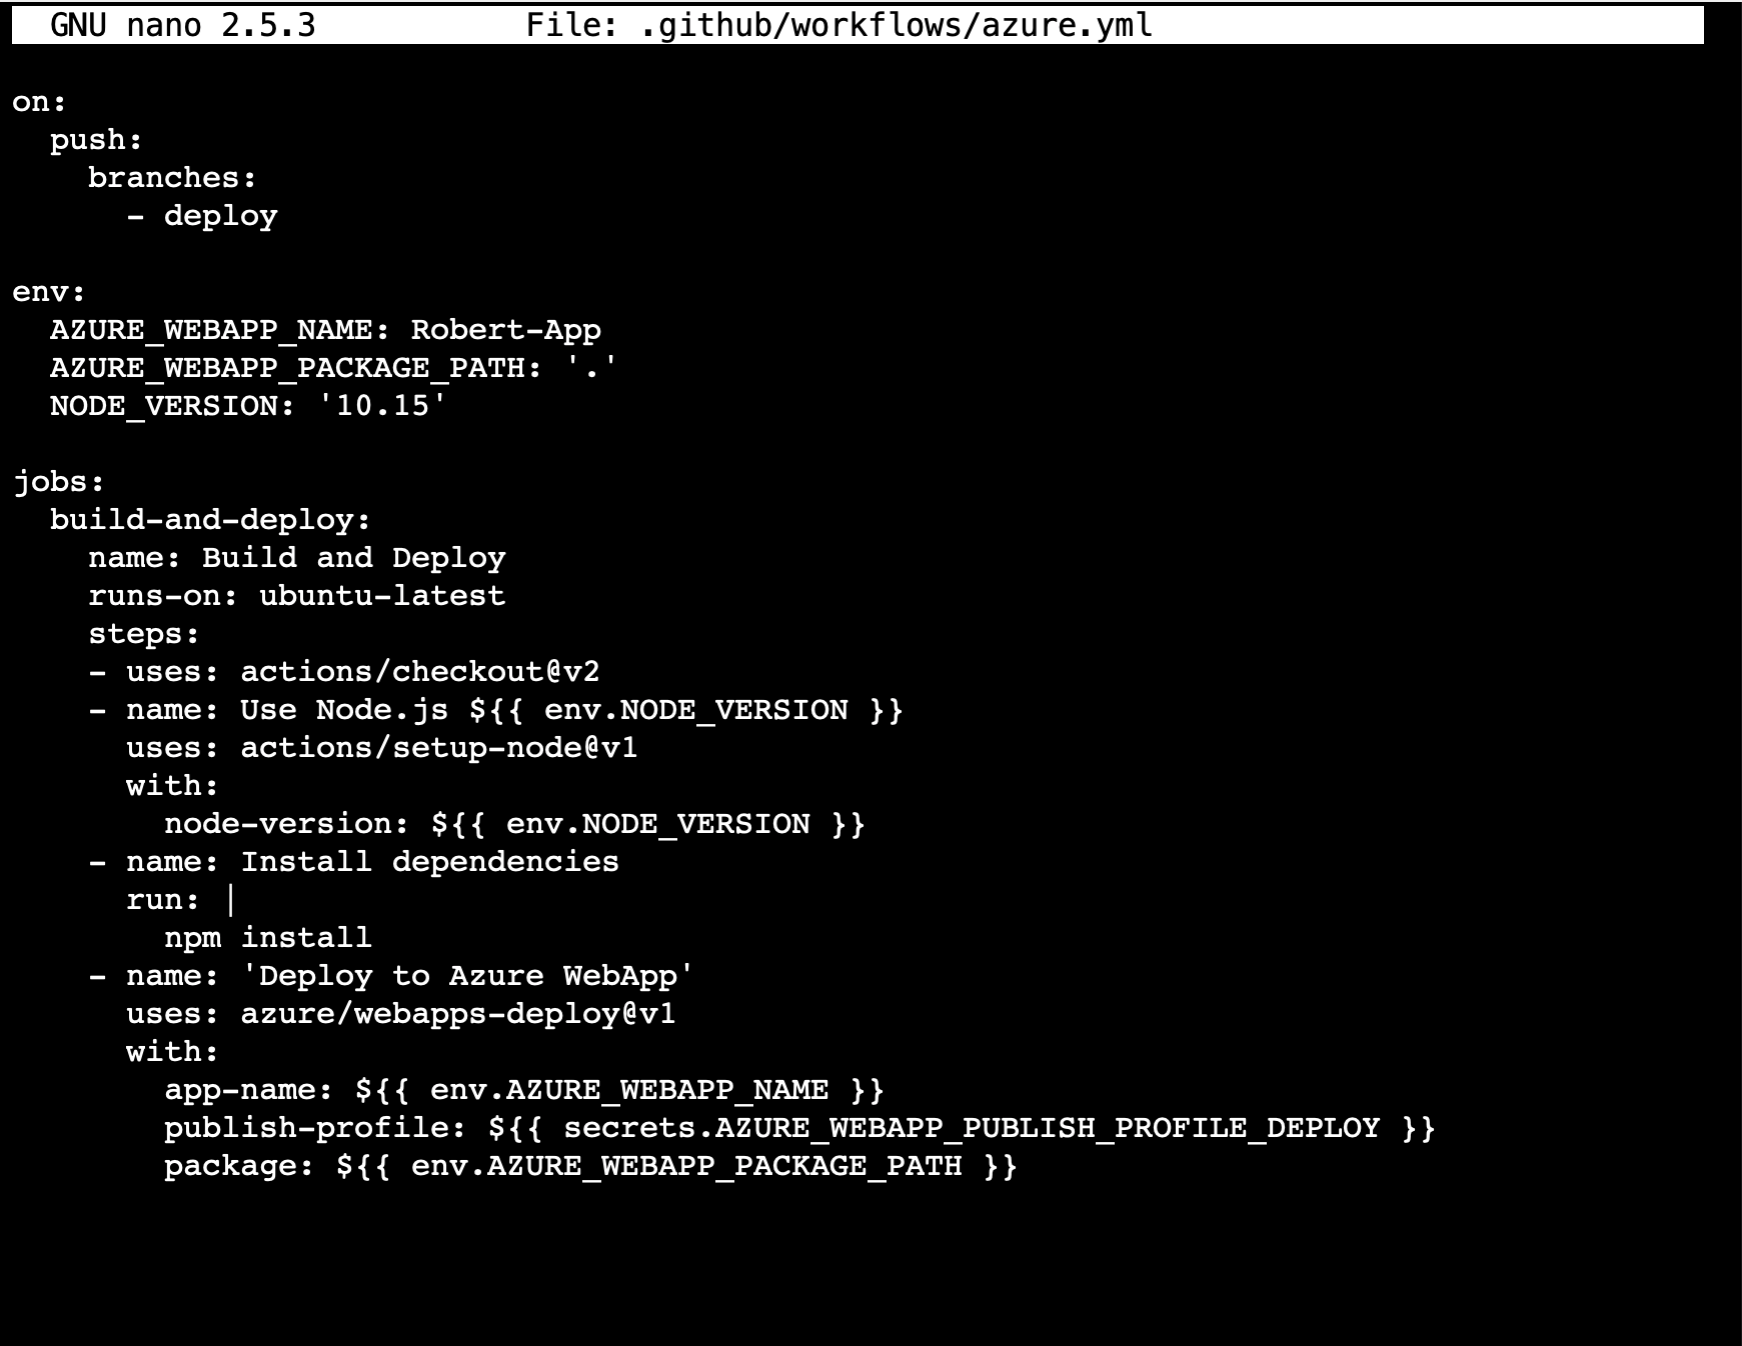 GNU nano 2.5.3 File: .github/workflows/azure.yml
on:
  push:
    branches:
      - deploy

env:
  AZURE_WEBAPP_NAME: Robert-App
  AZURE_WEBAPP_PACKAGE_PATH: '.'
  NODE_VERSION: '10.15'

jobs:
  build-and-deploy:
    name: Build and Deploy
    runs-on: ubuntu-latest
    steps:
    - uses: actions/checkout@v2
    - name: Use Node.js ${{ env.NODE_VERSION }}
      uses: actions/setup-node@v1
      with:
        node-version: ${{ env.NODE_VERSION }}
    - name: Install dependencies
      run: |
        npm install
    - name: 'Deploy to Azure WebApp'
      uses: azure/webapps-deploy@v1
      with:
        app-name: ${{ env.AZURE_WEBAPP_NAME }}
        publish-profile: ${{ secrets.AZURE_WEBAPP_PUBLISH_PROFILE_DEPLOY }}
        package: ${{ env.AZURE_WEBAPP_PACKAGE_PATH }}